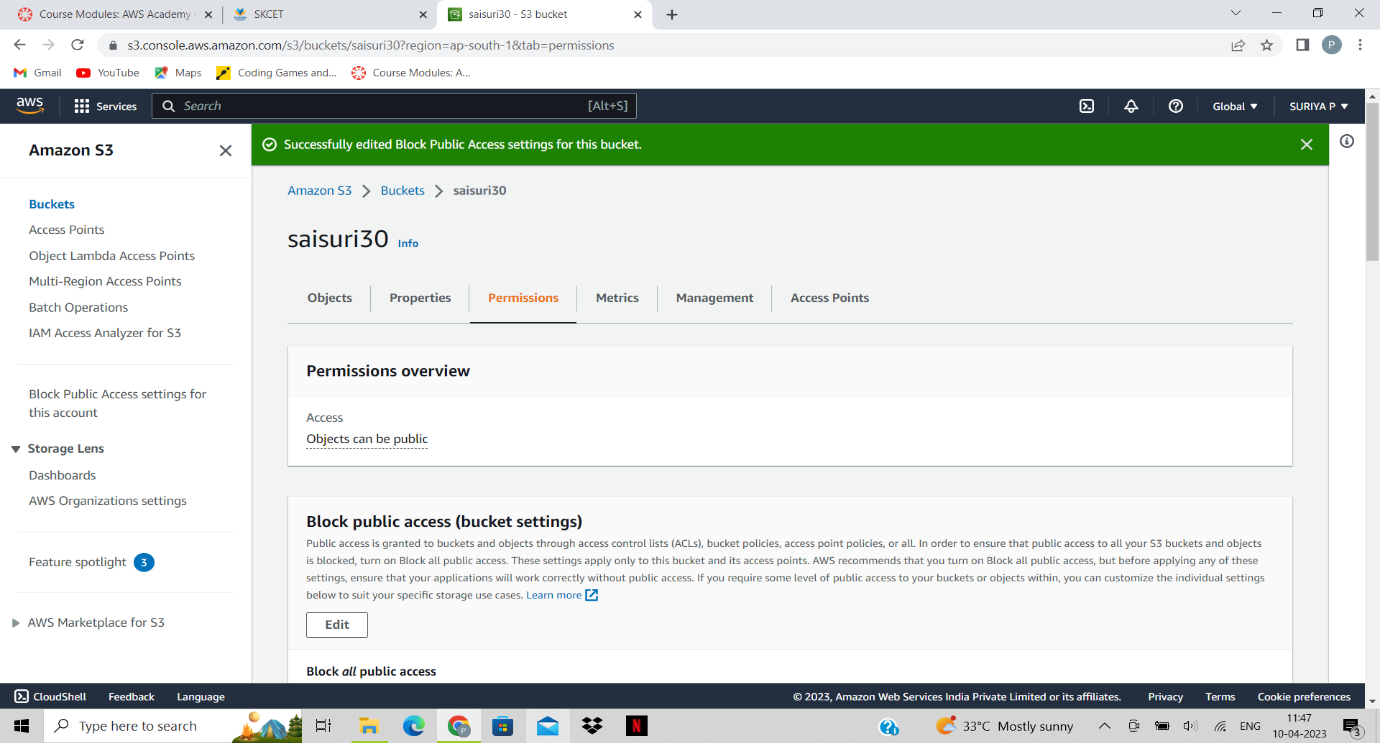 Course Modules: AWS Academy
SKCET
saisuri30 - S3 bucket
s3.console.aws.amazon.com/s3/buckets/saisuri30?region=ap-south-1&tab=permissions
P
Gmail
YouTube
Maps
Coding Games and...
Course Modules: A...
aws
Services
Search
[Alt+S]
Global
SURIYA P
Amazon S3
Successfully edited Block Public Access settings for this bucket.
Buckets
Access Points
Object Lambda Access Points
Multi-Region Access Points
Batch Operations
IAM Access Analyzer for S3
Block Public Access settings for
this account
Storage Lens
Dashboards
AWS Organizations settings
Feature spotlight 3
AWS Marketplace for S3
Amazon S3 > Buckets > saisuri30
saisuri30 Info
Objects
Properties
Permissions
Metrics
Management
Access Points
Permissions overview
Access
Objects can be public
Block public access (bucket settings)
Public access is granted to buckets and objects through access control lists (ACLs), bucket policies, access point policies, or all. In order to ensure that public access to all your S3 buckets and objects
is blocked, turn on Block all public access. These settings apply only to this bucket and its access points. AWS recommends that you turn on Block all public access, but before applying any of these
settings, ensure that your applications will work correctly without public access. If you require some level of public access to your buckets or objects within, you can customize the individual settings
below to suit your specific storage use cases. Learn more
Edit
Block all public access
CloudShell
Feedback
Language
© 2023, Amazon Web Services India Private Limited or its affiliates.
Privacy
Terms
Cookie preferences
Type here to search
N
33°C Mostly sunny
ENG
11:47
10-04-2023
3